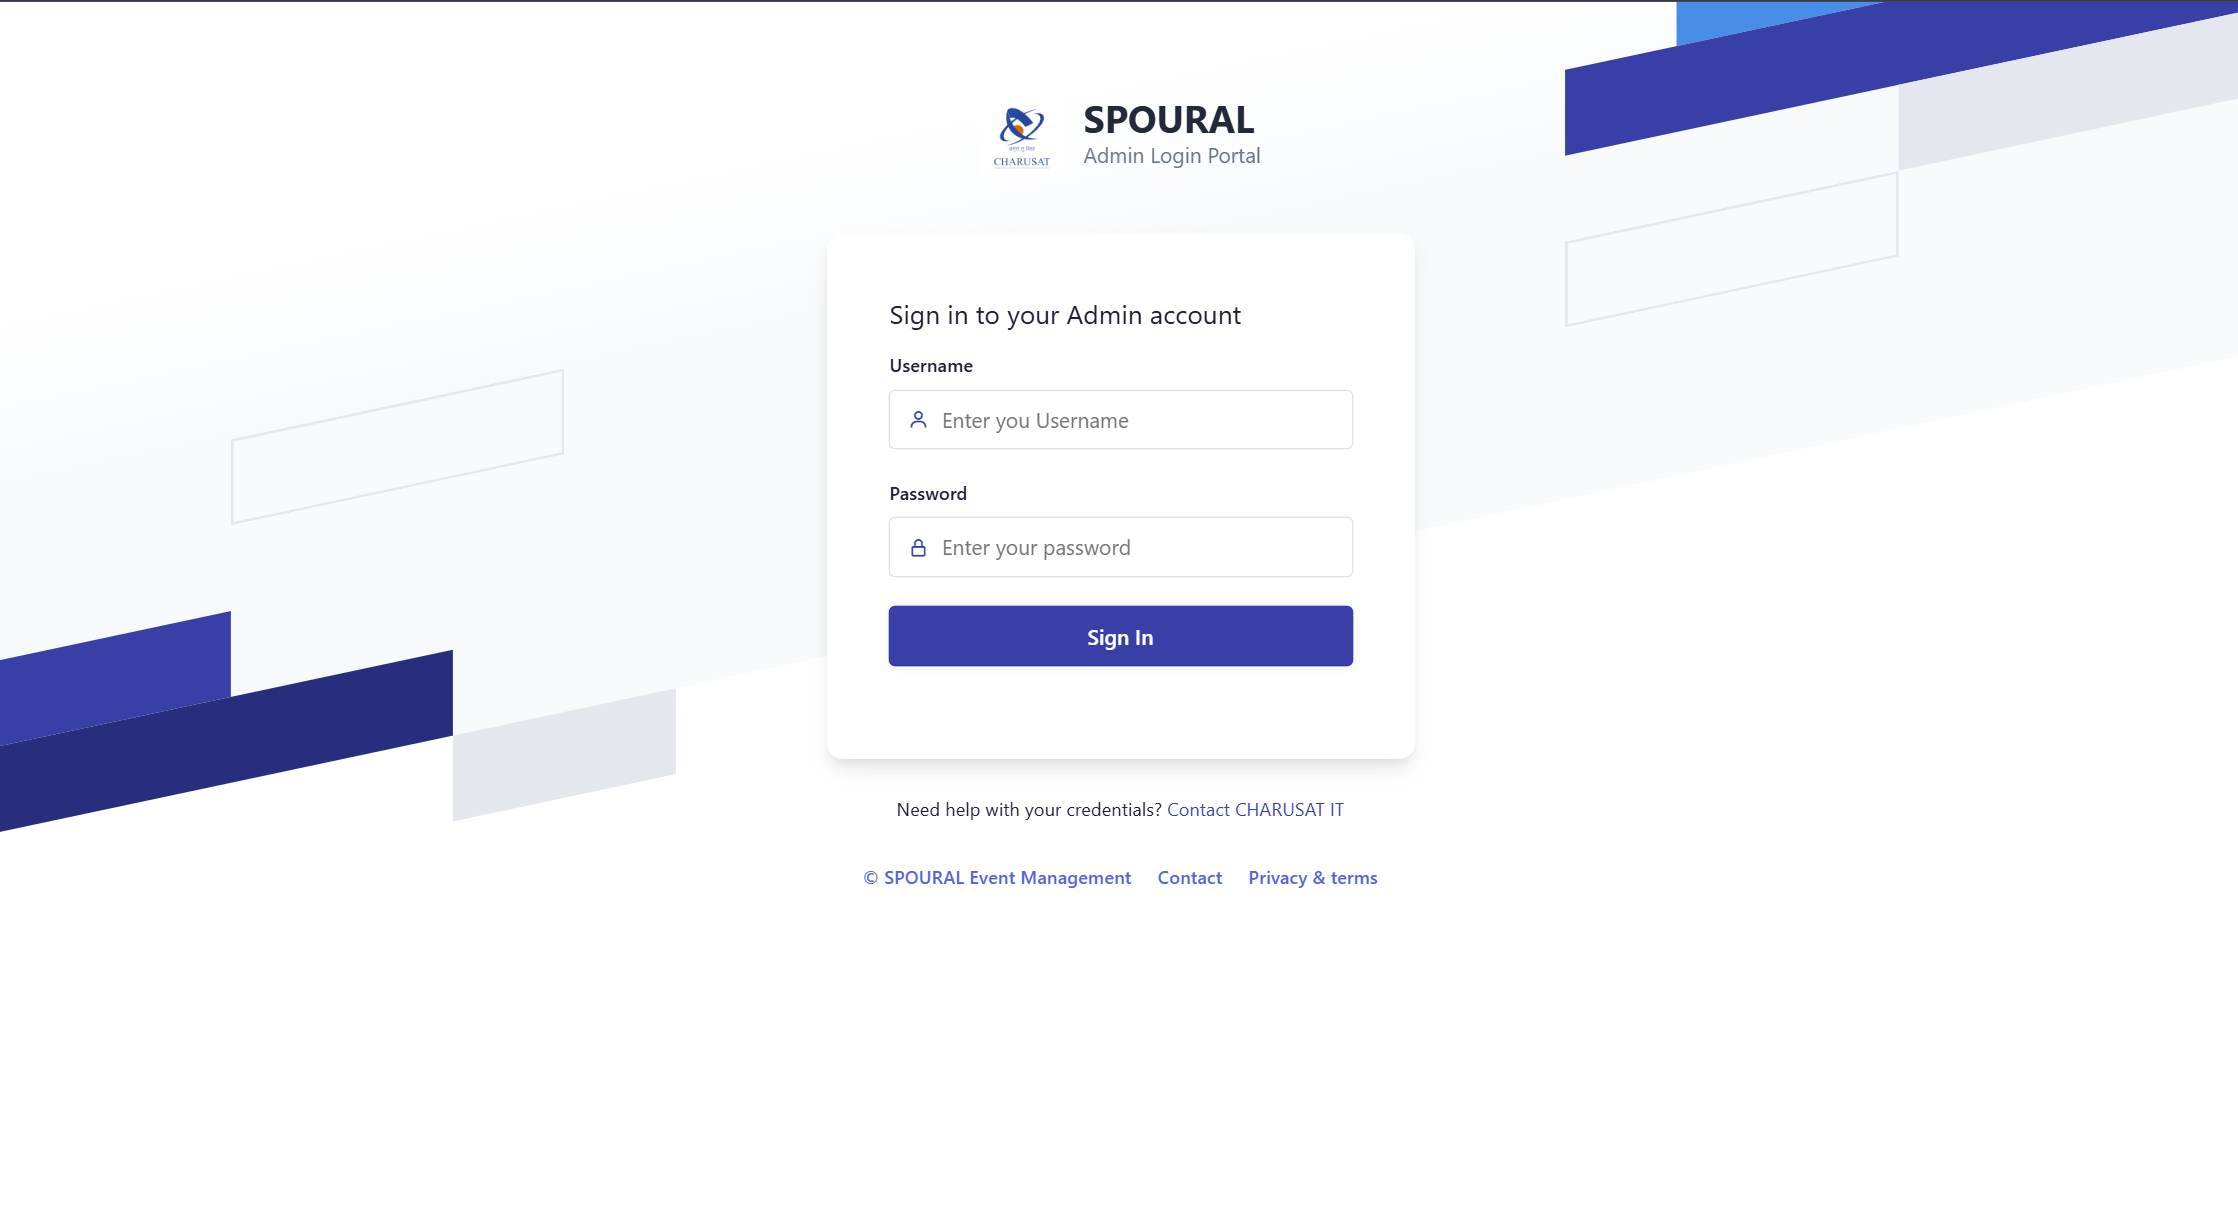 CHARUSAT
SPOURAL
Admin Login Portal
Sign in to your Admin account
Username
Enter you Username
Password
Enter your password
Sign In
Need help with your credentials? Contact CHARUSAT IT
© SPOURAL Event Management Contact Privacy & terms